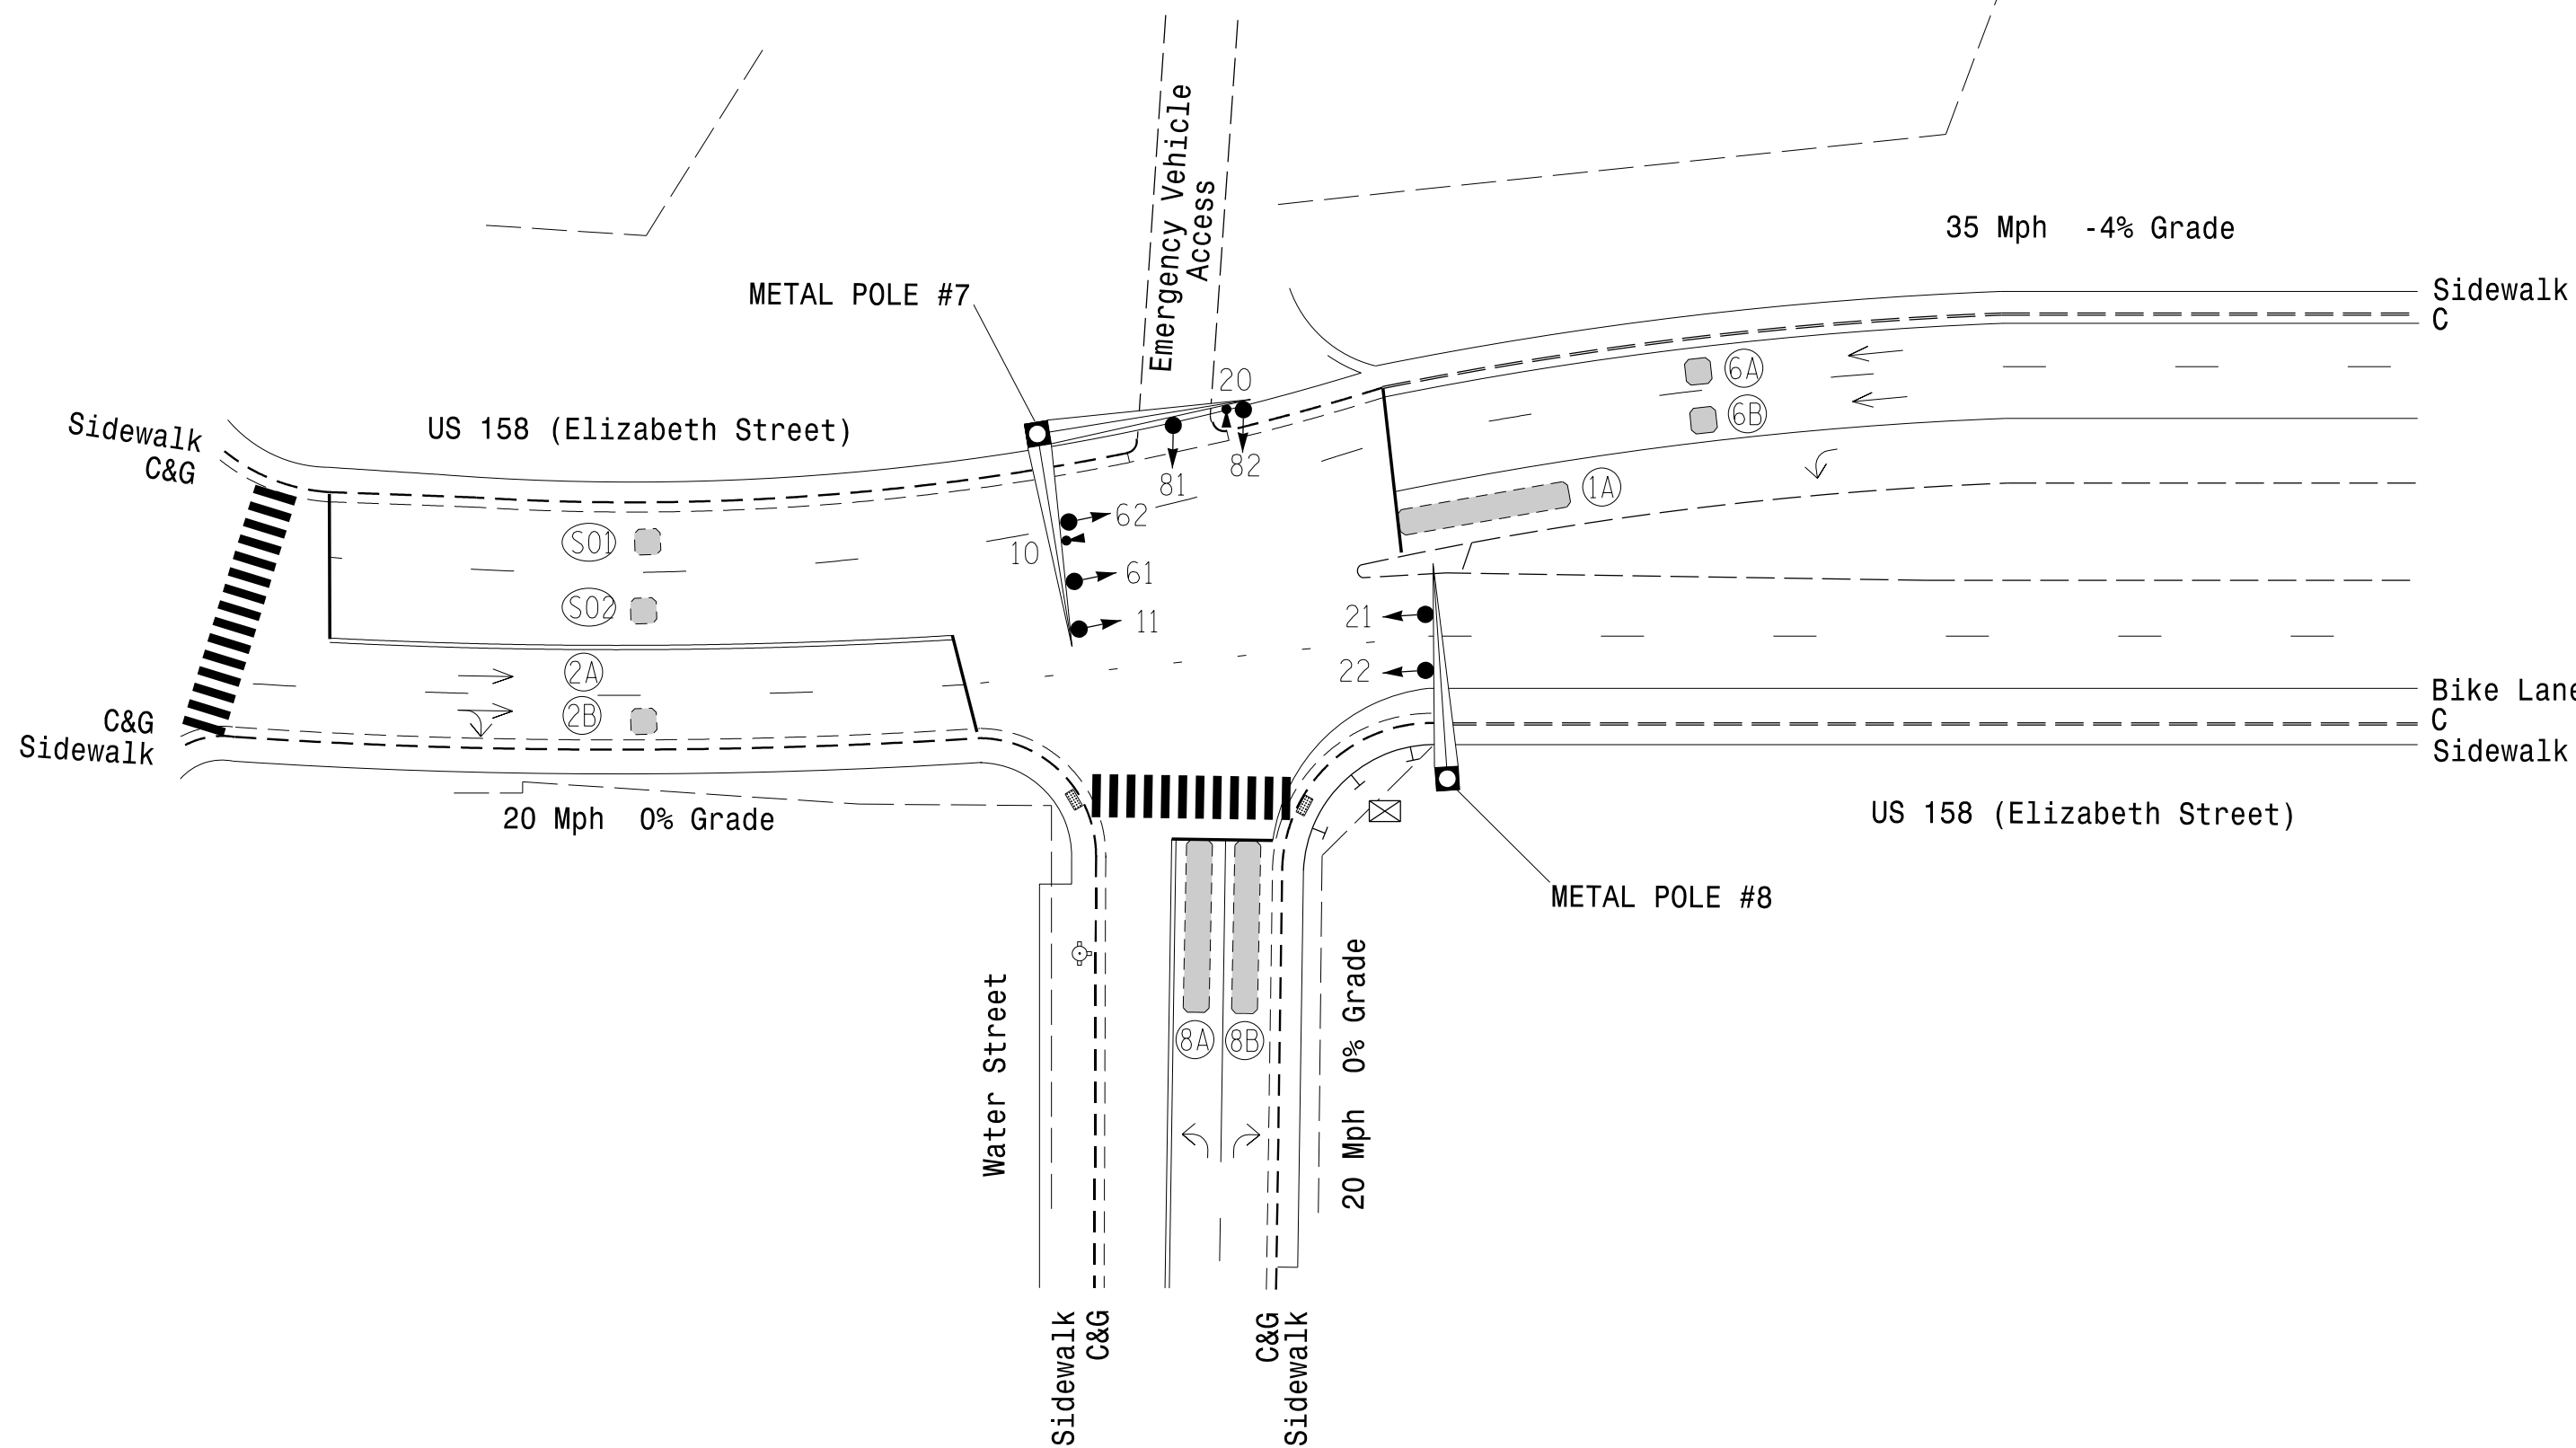 Emergency Vehicle
Access
35 Mph  -4% Grade
METAL POLE #7
Sidewalk
C
20
6A
6B
Sidewalk
C&G
US 158 (Elizabeth Street)
82
81
1A
62
S01
10
61
S02
11
21
22
2A
2B
Bike Lane
C
Sidewalk
C&G
Sidewalk
20 Mph  0% Grade
US 158 (Elizabeth Street)
METAL POLE #8
Water Street
8A
8B
20 Mph  0% Grade
Sidewalk
C&G
C&G
Sidewalk